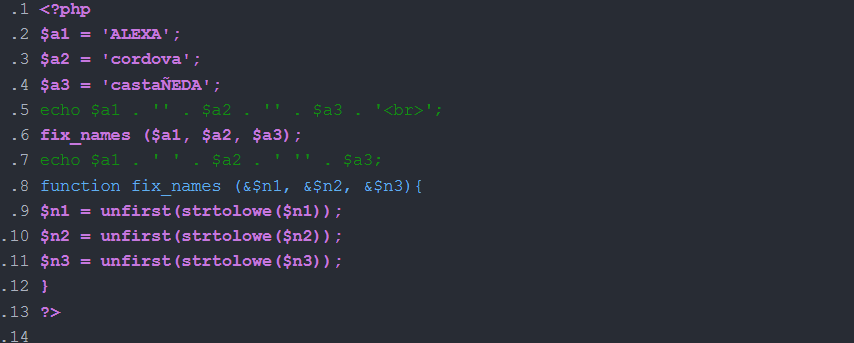 .1 <?php
.2 $a1 = 'ALEXA';
.3 $a2 = 'cordova';
.4 $a3 = 'castaÑEDA';
.5 echo $a1 . '' . $a2 . '' . $a3 . '<br>';
.6 fix_names ($a1, $a2, $a3);
.7 echo $a1 . ' ' . $a2 . ' '' . $a3;
.8 function fix_names (&$n1, &$n2, &$n3){
.9 $n1 = unfirst(strtolowe($n1));
.10 $n2 = unfirst(strtolowe($n2));
.11 $n3 = unfirst(strtolowe($n3));
.12 }
.13 ?>
.14